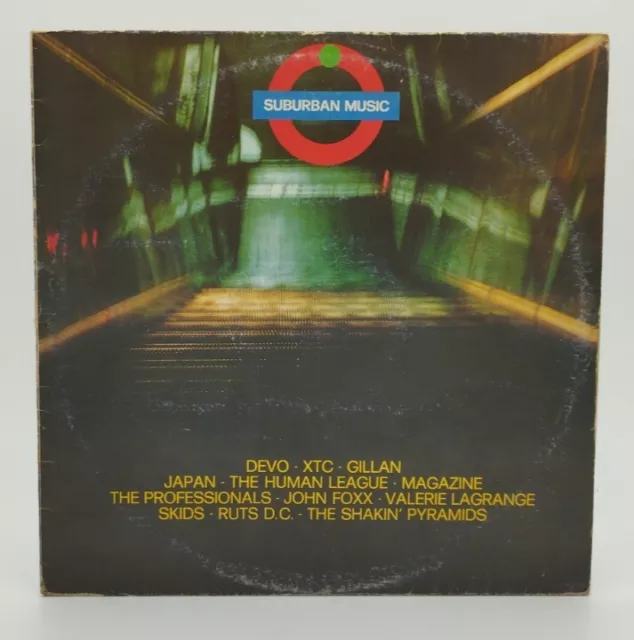 SUBURBAN MUSIC
DEVO · XTC · GILLAN
JAPAN · THE HUMAN LEAGUE · MAGAZINE
THE PROFESSIONALS · JOHN FOXX · VALERIE LAGRANGE
SKIDS · RUTS D.C. · THE SHAKIN' PYRAMIDS